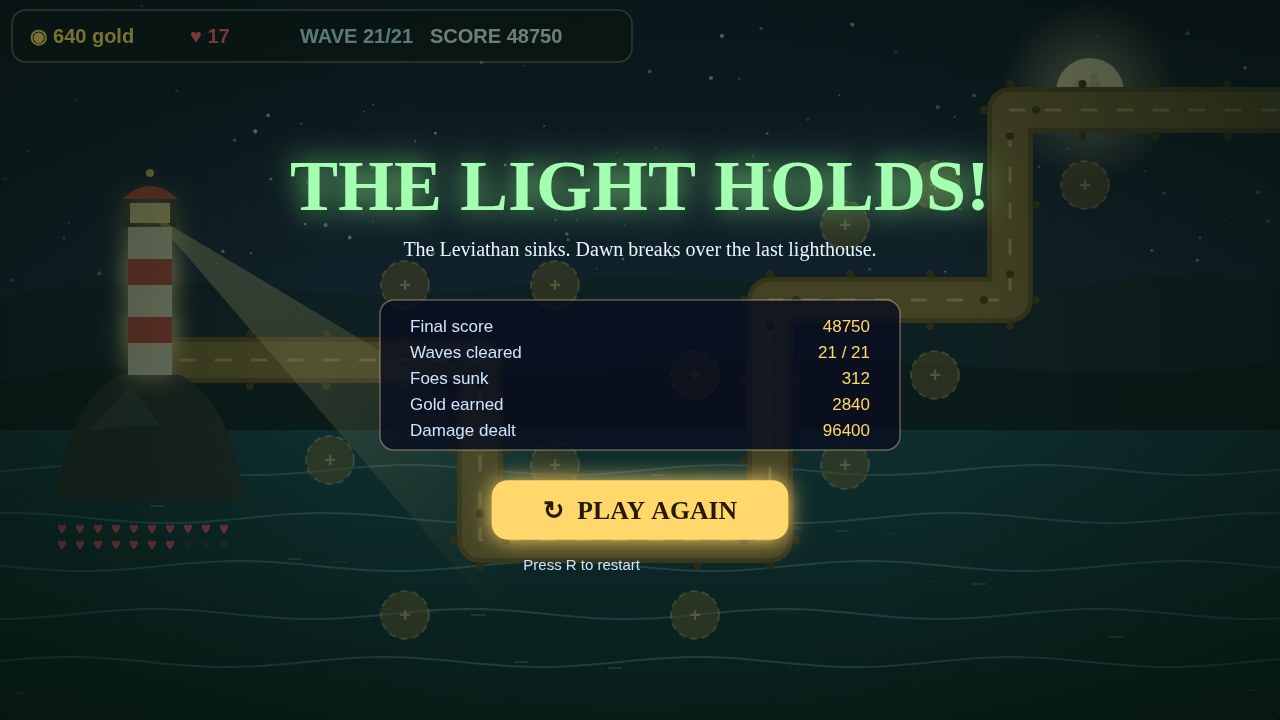 ◉ 640 gold ♥ 17 WAVE 21/21 SCORE 48750
THE LIGHT HOLDS!
The Leviathan sinks. Dawn breaks over the last lighthouse.
Final score 48750
Waves cleared 21 / 21
Foes sunk 312
Gold earned 2840
Damage dealt 96400
↻ PLAY AGAIN
Press R to restart